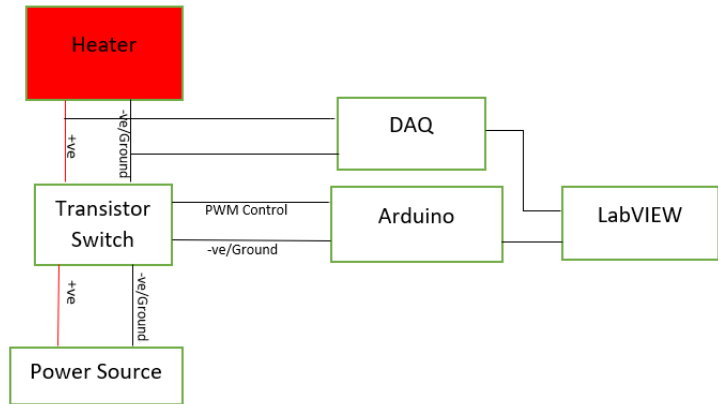 Heater
DAQ
+ve
-ve/Ground
Transistor
Switch
PWM Control
-ve/Ground
Arduino
LabVIEW
+ve
-ve/Ground
Power Source